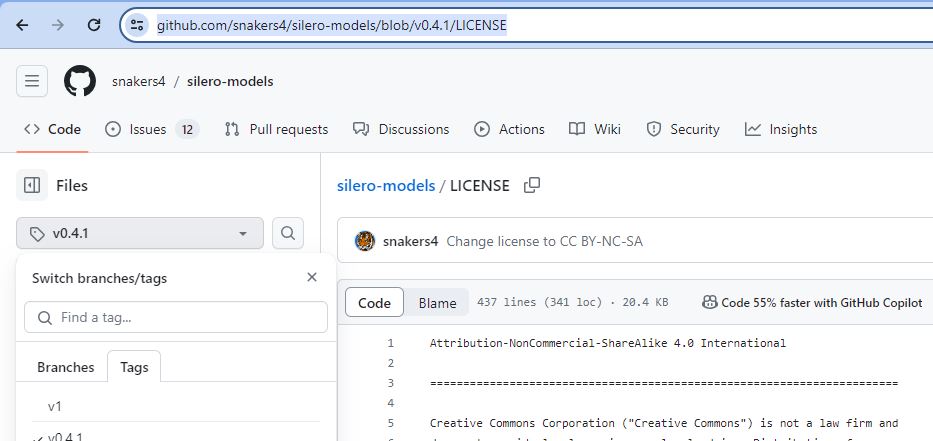 github.com/snakers4/silero-models/blob/v0.4.1/LICENSE
snakers4 / silero-models
Code Issues 12 Pull requests Discussions Actions Wiki Security Insights
Files
v0.4.1
Switch branches/tags
Find a tag...
Branches Tags
v1
v0.4.1
silero-models / LICENSE
snakers4 Change license to CC BY-NC-SA
Code Blame 437 lines (341 loc) · 20.4 KB Code 55% faster with GitHub Copilot
1 Attribution-NonCommercial-ShareAlike 4.0 International
2
3 =======================================================================
4
5 Creative Commons Corporation ("Creative Commons") is not a law firm and